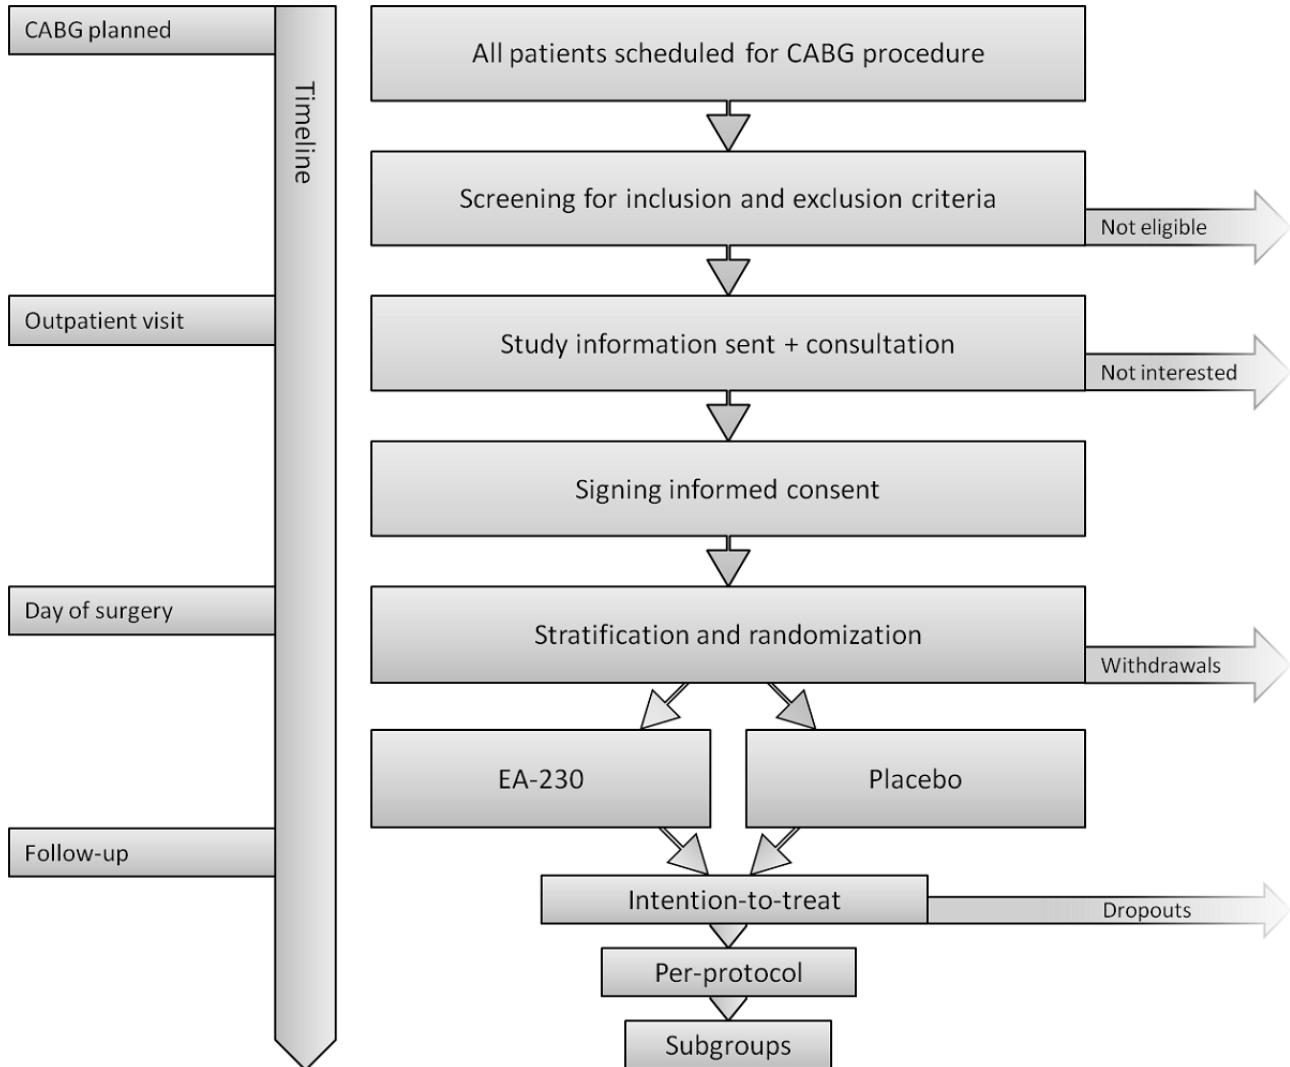 CABG planned
Timeline
All patients scheduled for CABG procedure
Screening for inclusion and exclusion criteria
Not eligible
Outpatient visit
Study information sent + consultation
Not interested
Signing informed consent
Day of surgery
Stratification and randomization
Withdrawals
EA-230
Placebo
Follow-up
Intention-to-treat
Dropouts
Per-protocol
Subgroups